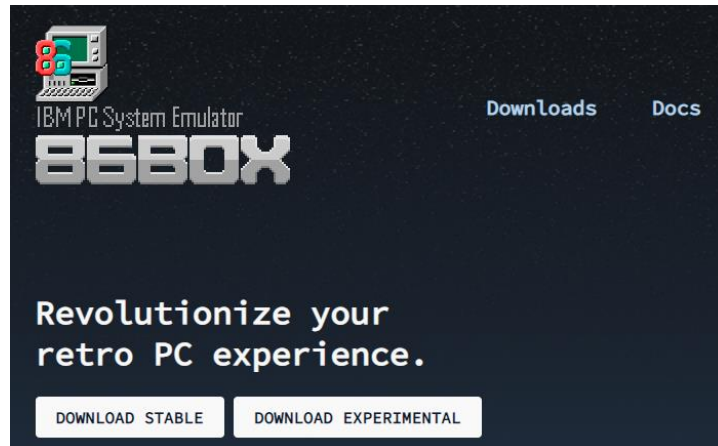 86
IBM PC System Emulator
86BOX
Downloads
Docs
Revolutionize your
retro PC experience.
DOWNLOAD STABLE
DOWNLOAD EXPERIMENTAL